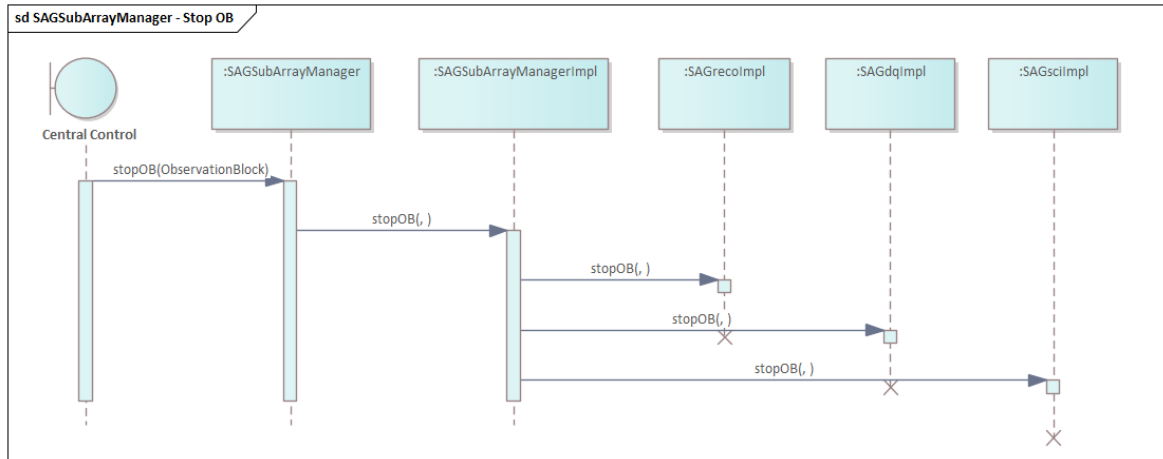 sd SAGSubArrayManager - Stop OB
:SAGSubArrayManager
:SAGSubArrayManagerImpl
:SAGrecoImpl
:SAGdqImpl
:SAGsciImpl
Central Control
stopOB(ObservationBlock)
stopOB(, )
stopOB(, )
stopOB(, )
stopOB(, )